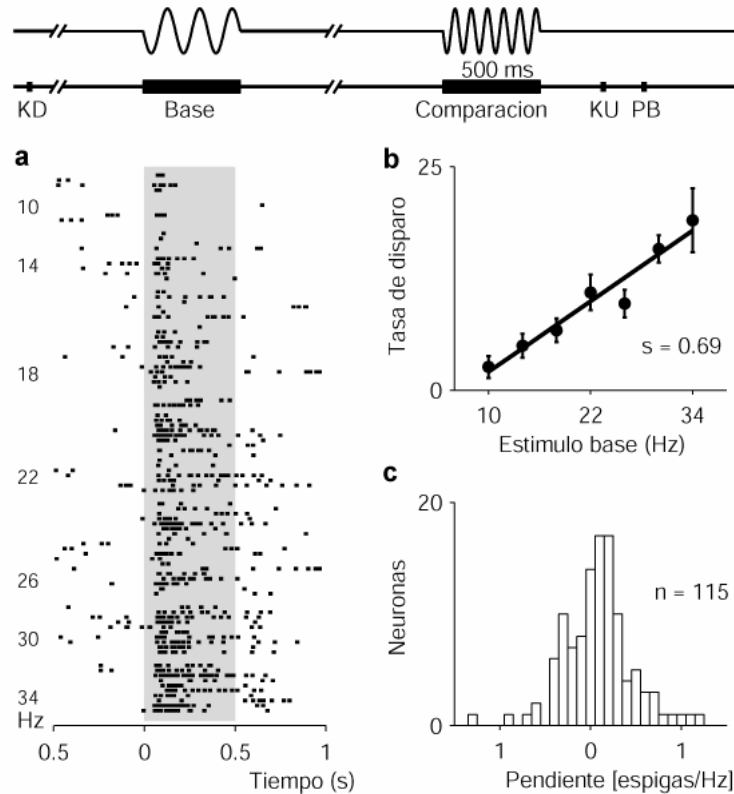 500 ms
KD Base Comparacion KU PB
a
10
14
18
22
26
30
34
Hz
0.5 0 0.5 1
Tiempo (s)
b
25
Tasa de disparo
0
s = 0.69
10 22 34
Estimulo base (Hz)
c
20
Neuronas
n = 115
0
1 0 1
Pendiente [espigas/Hz]